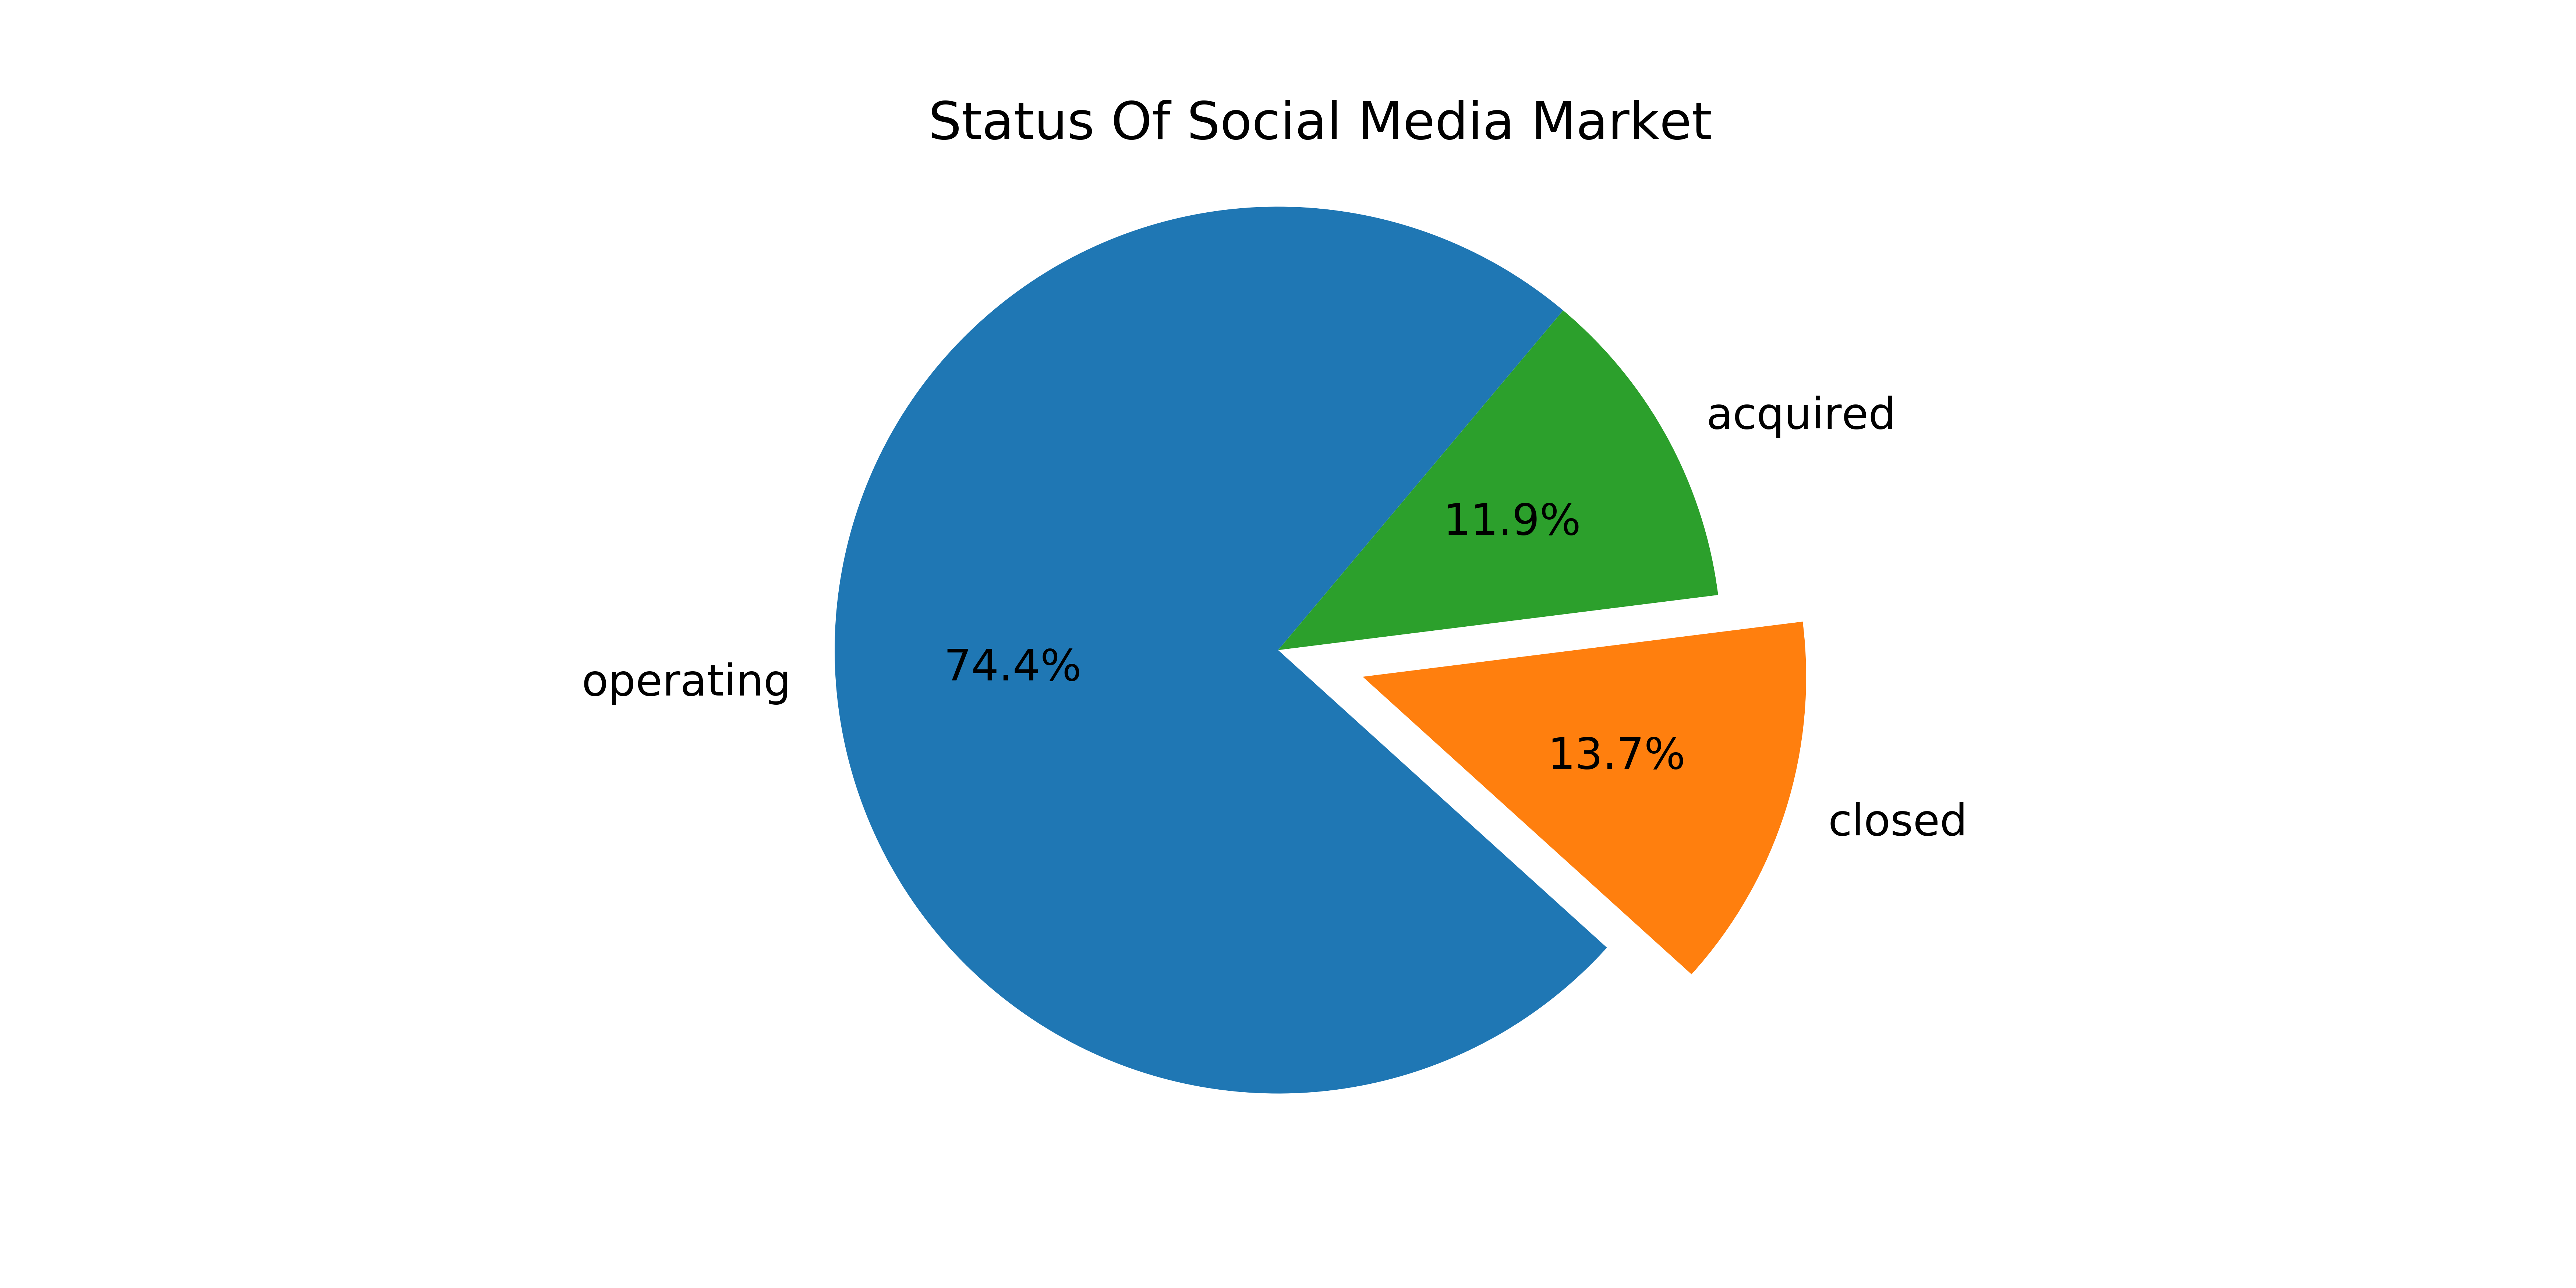 Status Of Social Media Market
acquired
11.9%
74.4%
operating
13.7%
closed